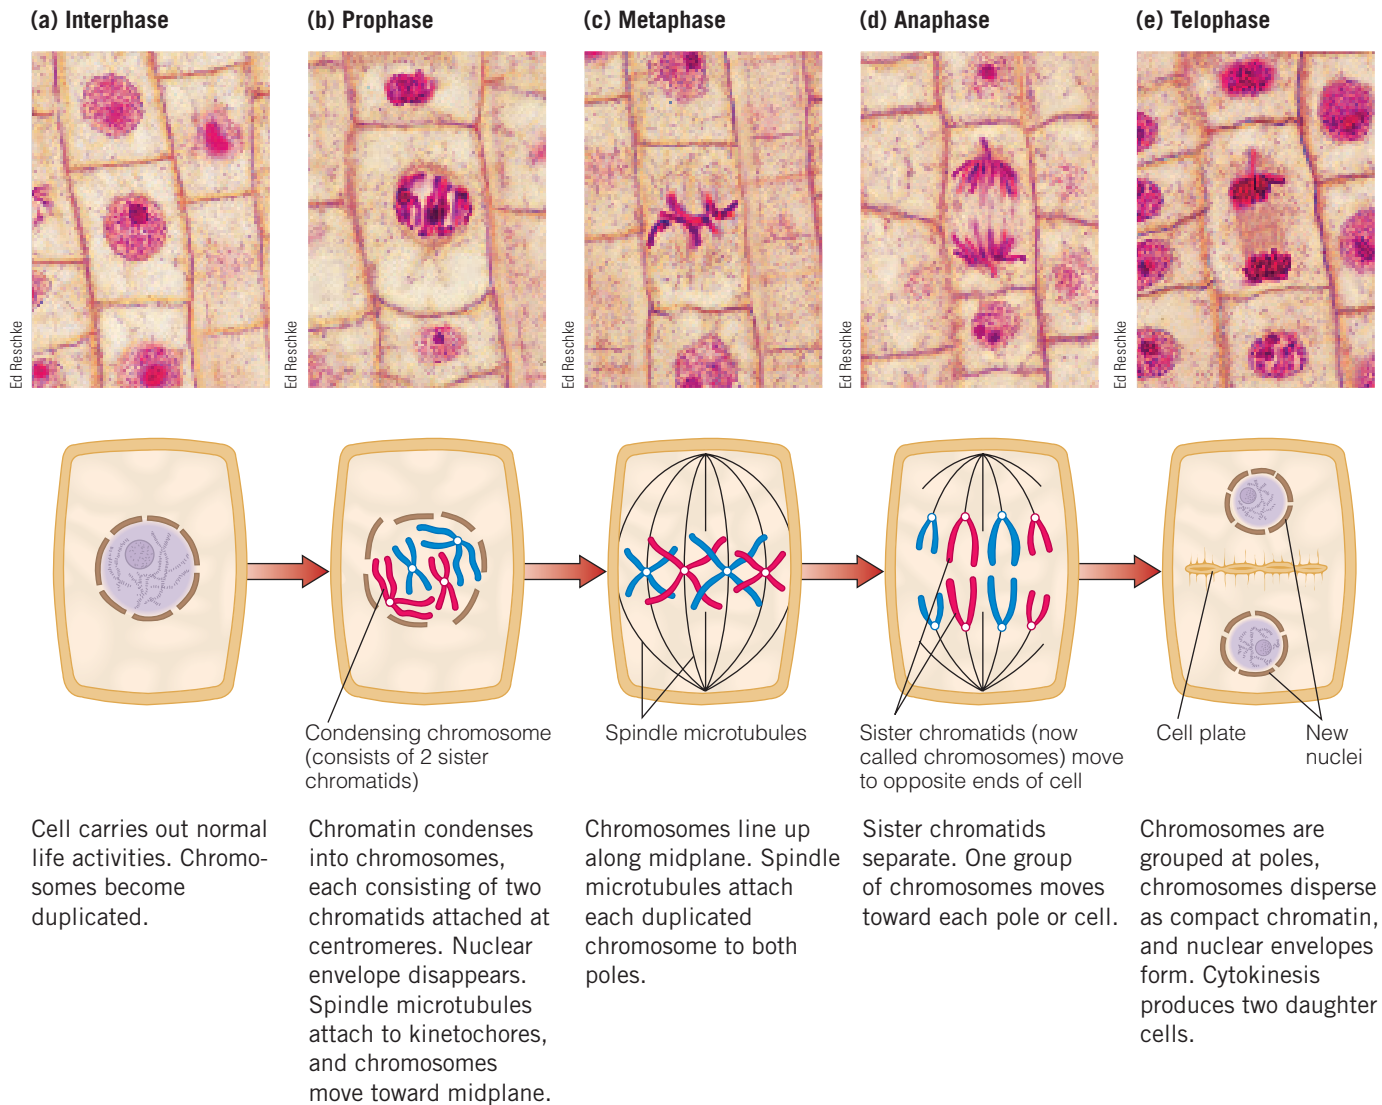 (a) Interphase
(b) Prophase
(c) Metaphase
(d) Anaphase
(e) Telophase
Ed Reschke
Ed Reschke
Ed Reschke
Ed Reschke
Ed Reschke
Condensing chromosome
(consists of 2 sister
chromatids)
Spindle microtubules
Sister chromatids (now
called chromosomes) move
to opposite ends of cell
Cell plate
New
nuclei
Cell carries out normal
life activities. Chromo-
somes become
duplicated.
Chromatin condenses
into chromosomes,
each consisting of two
chromatids attached at
centromeres. Nuclear
envelope disappears.
Spindle microtubules
attach to kinetochores,
and chromosomes
move toward midplane.
Chromosomes line up
along midplane. Spindle
microtubules attach
each duplicated
chromosome to both
poles.
Sister chromatids
separate. One group
of chromosomes moves
toward each pole or cell.
Chromosomes are
grouped at poles,
chromosomes disperse
as compact chromatin,
and nuclear envelopes
form. Cytokinesis
produces two daughter
cells.